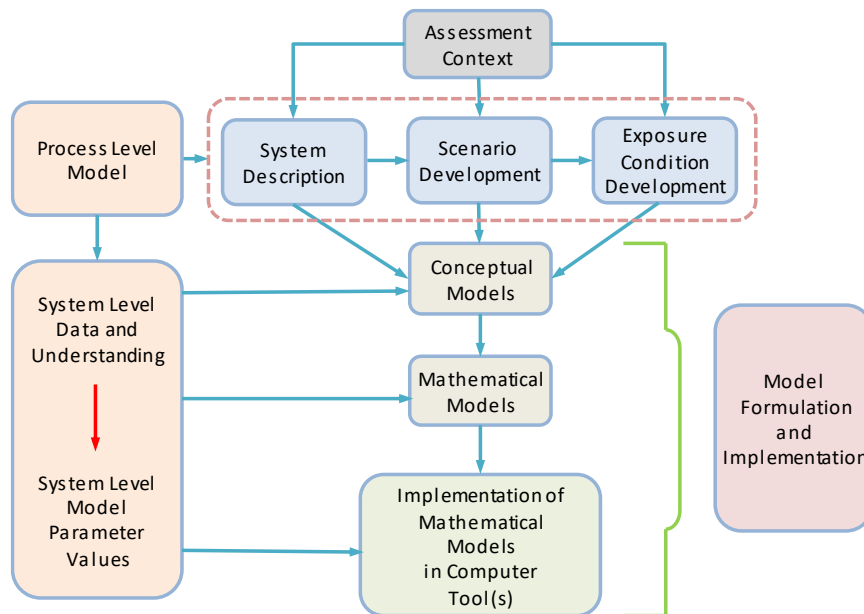 Assessment
Context
Process Level
Model
System
Description
Scenario
Development
Exposure
Condition
Development
Conceptual
Models
System Level
Data and
Understanding
Mathematical
Models
System Level
Model
Parameter
Values
Implementation of
Mathematical
Models
in Computer
Tool(s)
Model
Formulation
and
Implementation